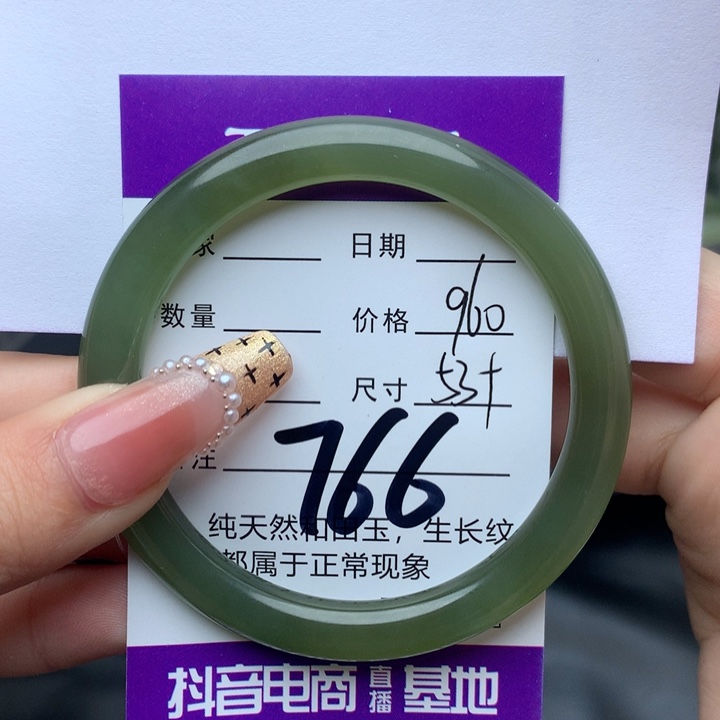 家 日期
数量 价格 960
尺寸 53+
注
766
纯天然和田玉，生长纹
都属于正常现象
抖音电商直播基地